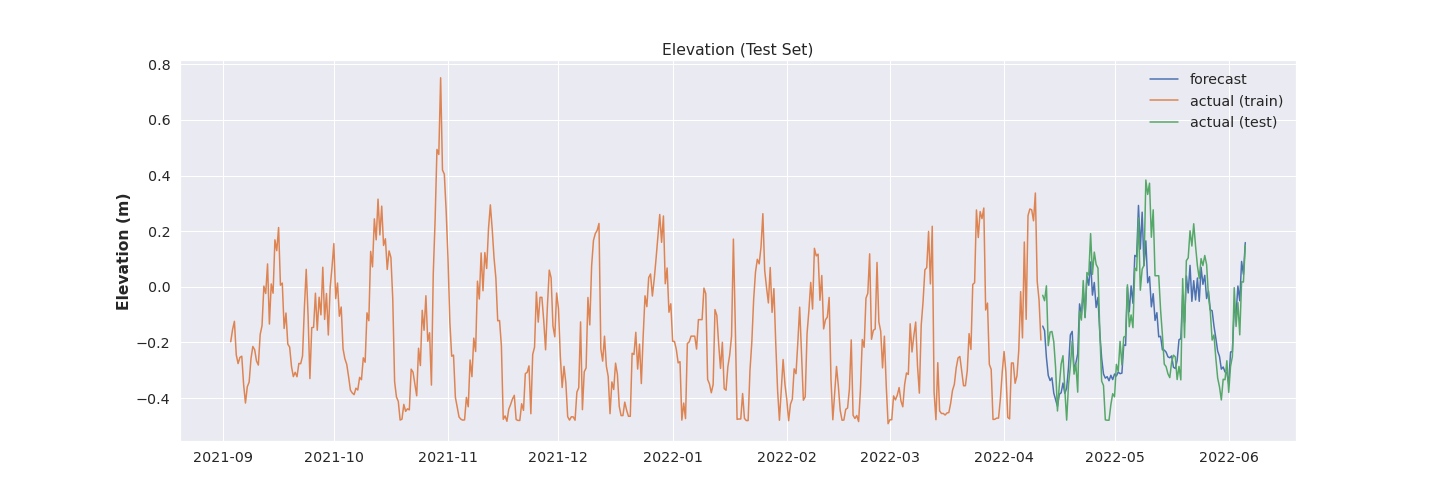 Elevation (Test Set)
0.8
0.6
0.4
0.2
0.0
−0.2
−0.4
Elevation (m)
forecast
actual (train)
actual (test)
2021-09 2021-10 2021-11 2021-12 2022-01 2022-02 2022-03 2022-04 2022-05 2022-06